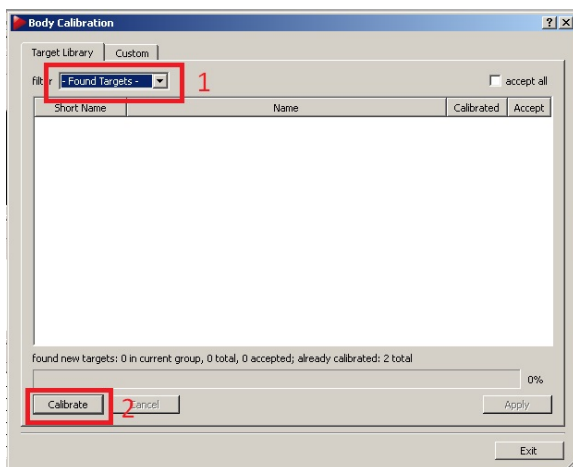 Body Calibration
Target Library Custom
filter - Found Targets - 1 accept all
Short Name Name Calibrated Accept
found new targets: 0 in current group, 0 total, 0 accepted; already calibrated: 2 total
0%
Calibrate 2 Cancel Apply
Exit